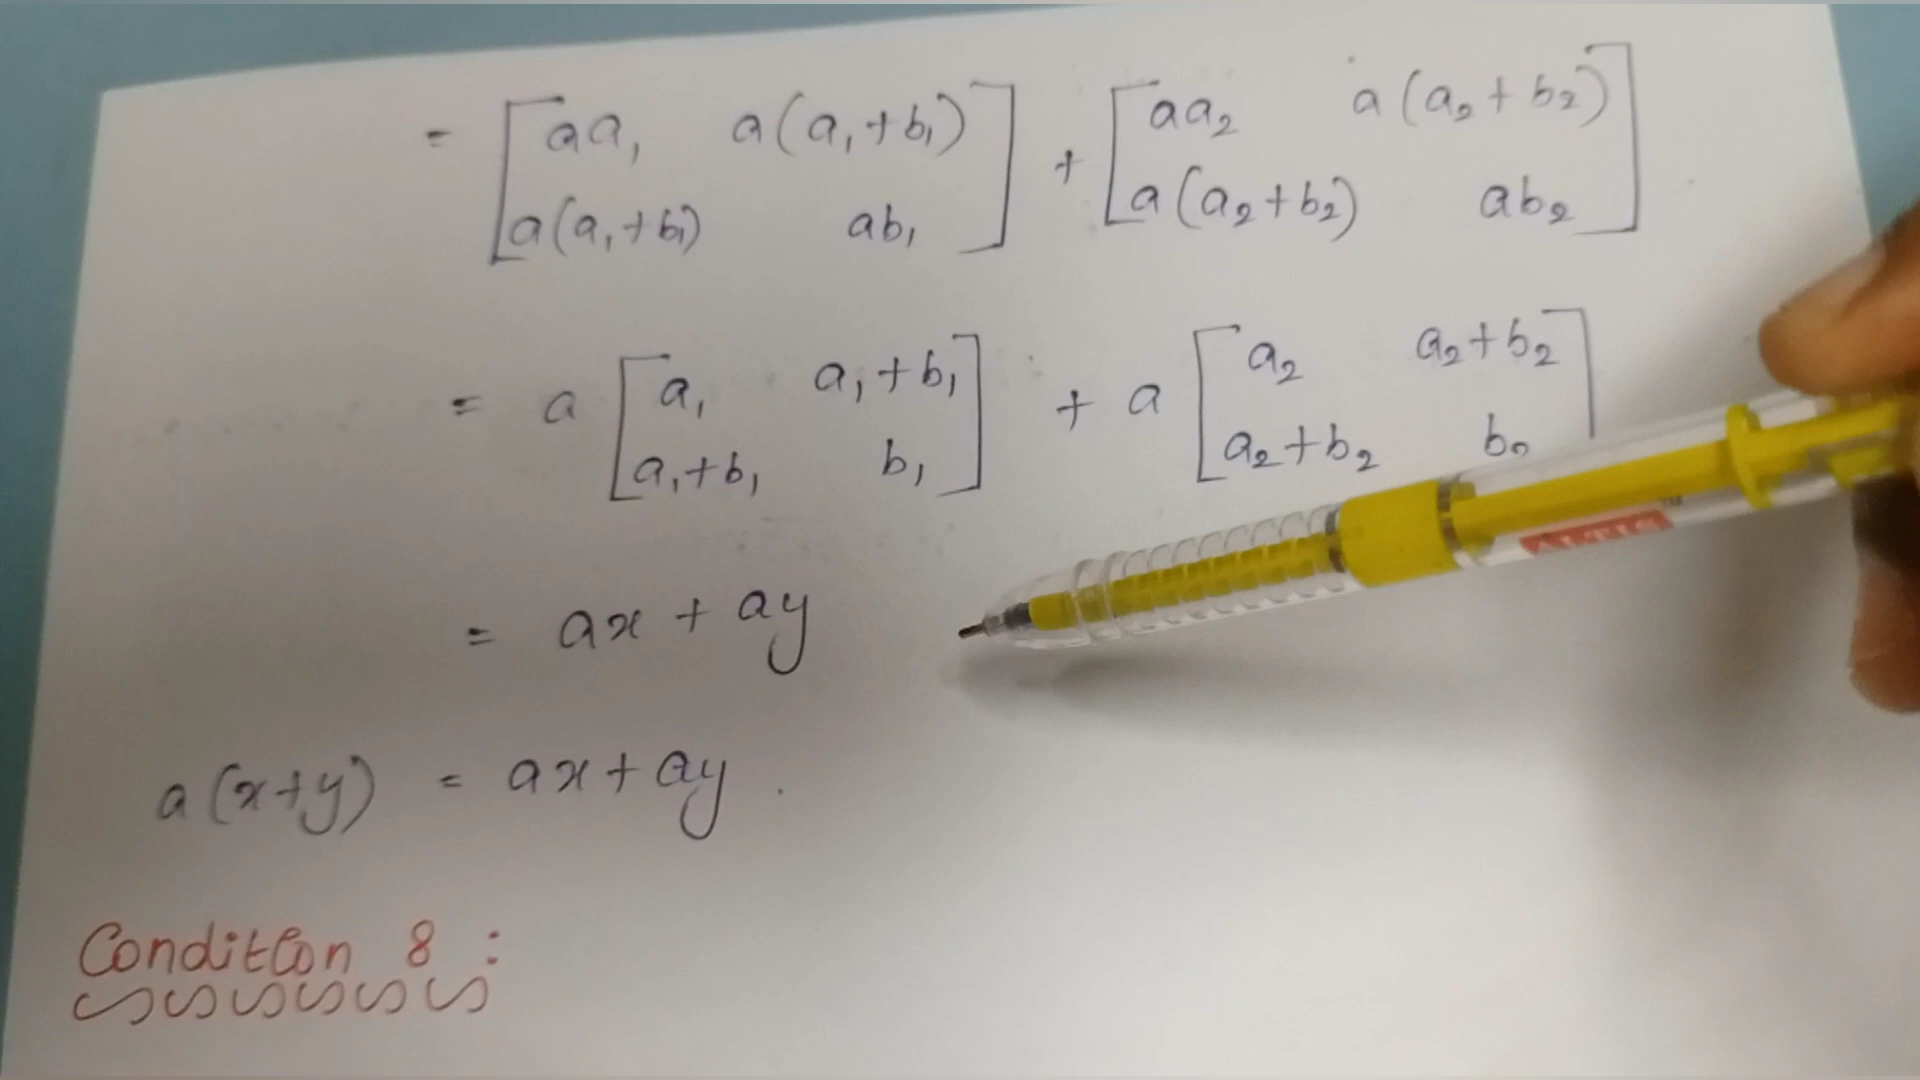 = [aa₁ a(a₁+b₁)] + [aa₂ a(a₂+b₂)]
[a(a₁+b₁) ab₁] [a(a₂+b₂) ab₂]
= a [a₁ a₁+b₁] + a [a₂ a₂+b₂]
[a₁+b₁ b₁] [a₂+b₂ b₂]
= ax + ay
a(x+y) = ax+ay .
Condition 8 :